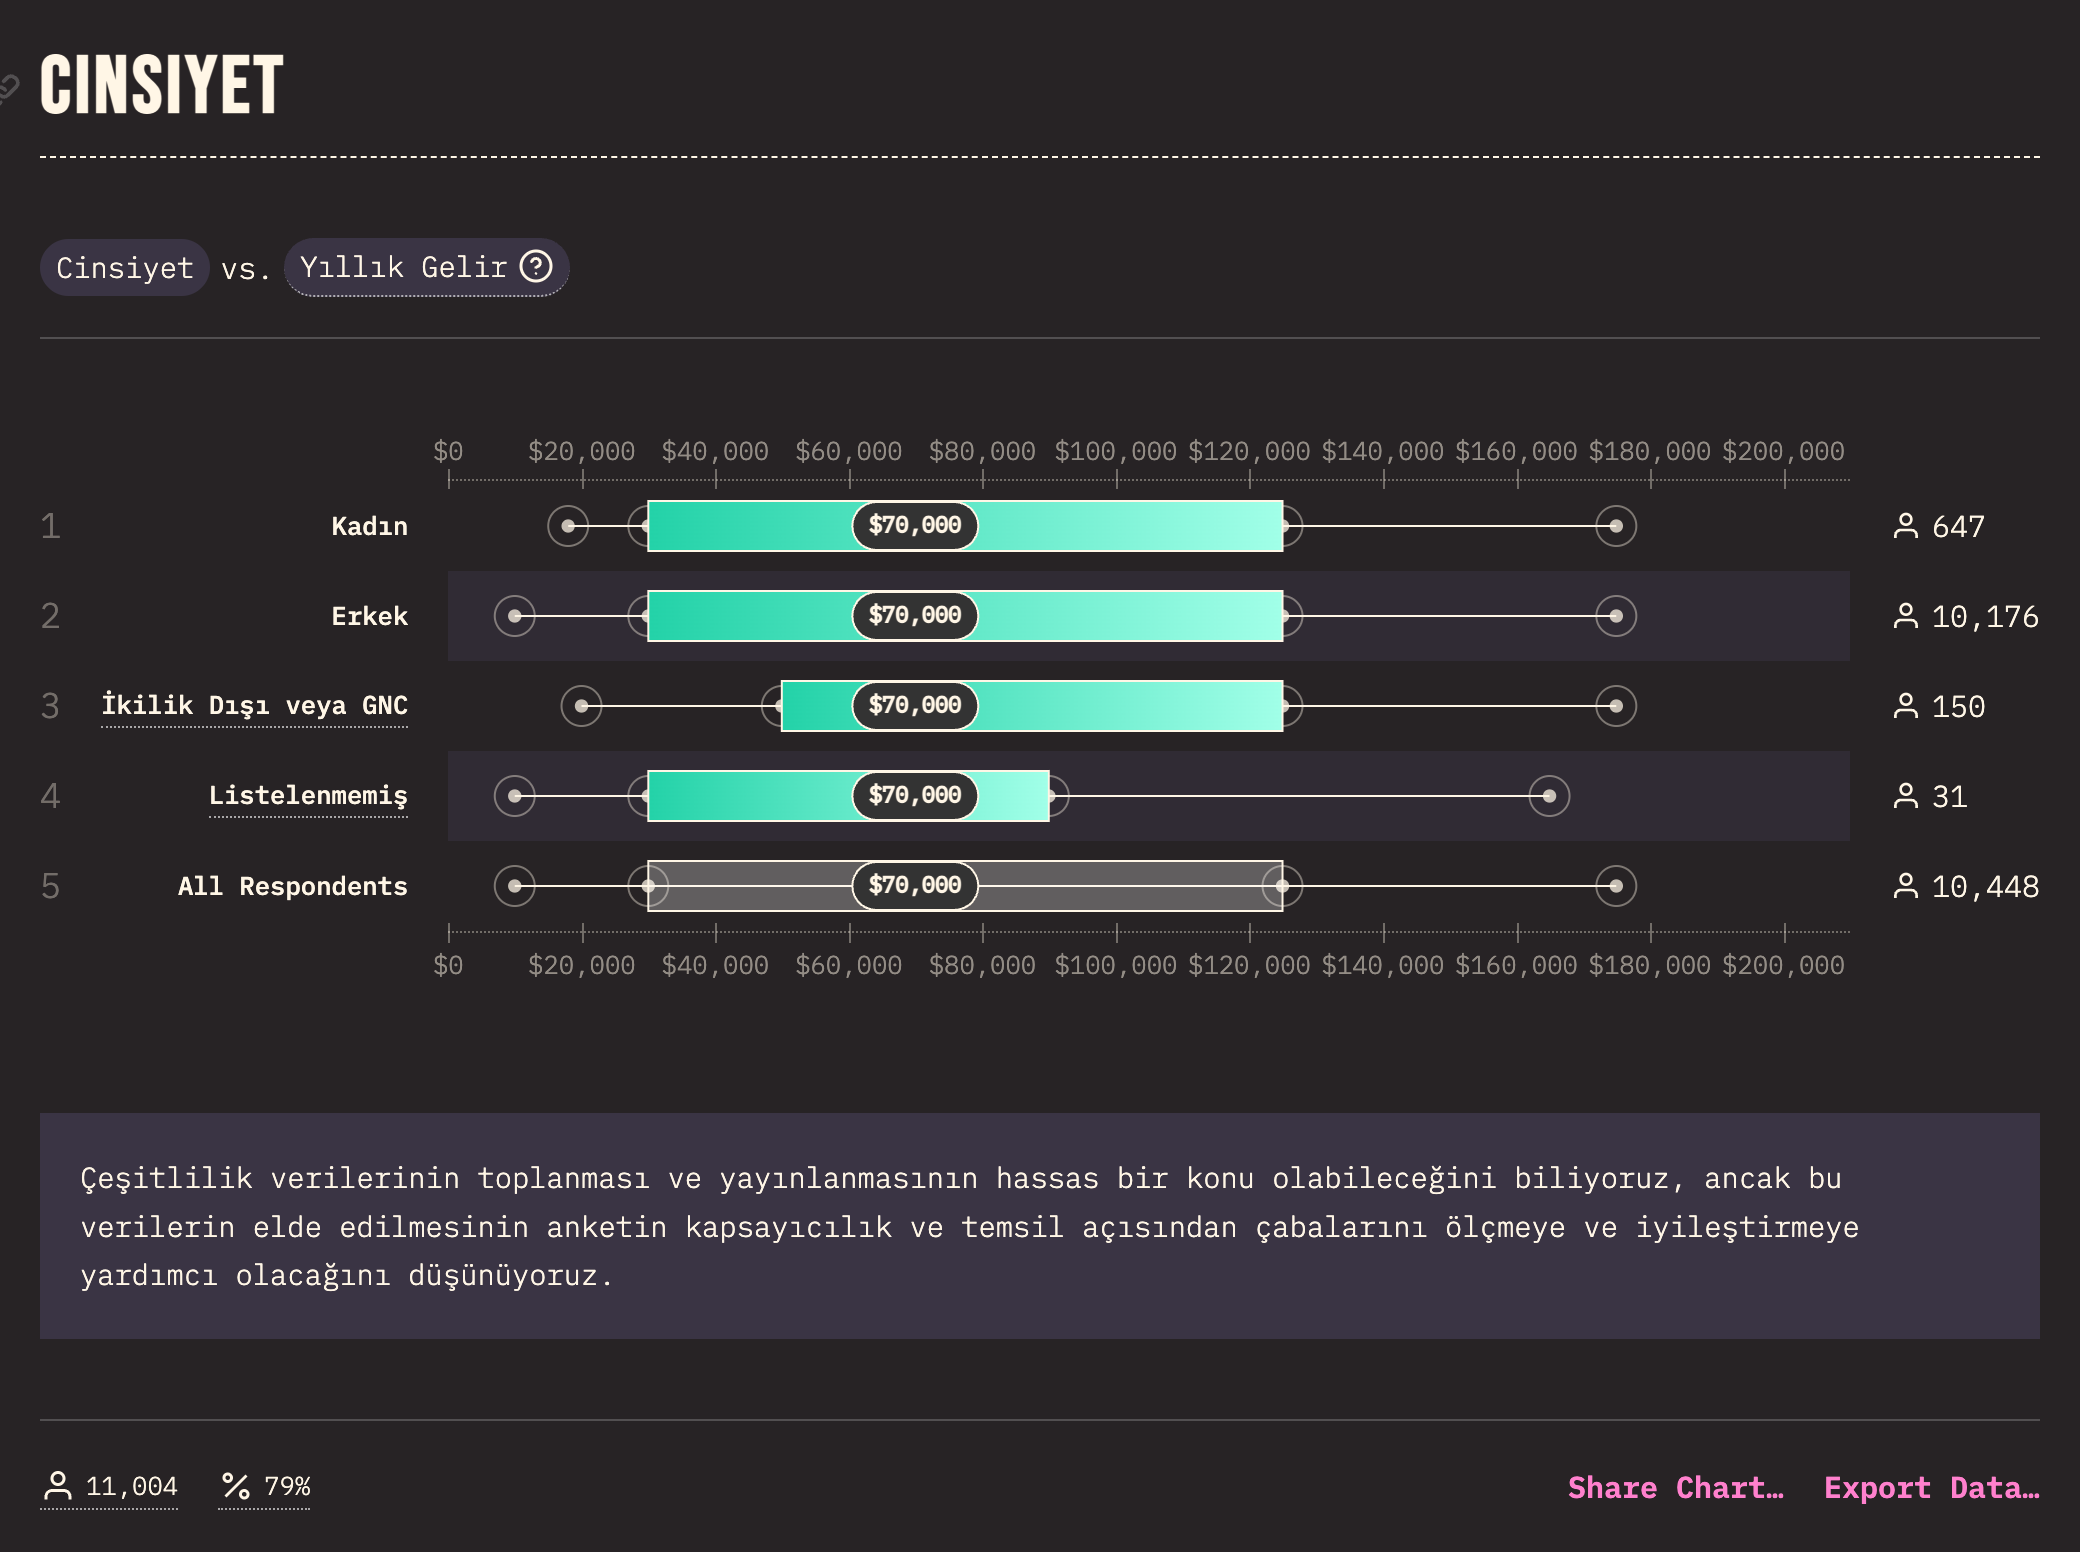 CINSIYET
Cinsiyet vs. Yıllık Gelir ?
$0 $20,000 $40,000 $60,000 $80,000 $100,000 $120,000 $140,000 $160,000 $180,000 $200,000
1 Kadın $70,000 647
2 Erkek $70,000 10,176
3 İkilik Dışı veya GNC $70,000 150
4 Listelenmemiş $70,000 31
5 All Respondents $70,000 10,448
$0 $20,000 $40,000 $60,000 $80,000 $100,000 $120,000 $140,000 $160,000 $180,000 $200,000
Çeşitlilik verilerinin toplanması ve yayınlanmasının hassas bir konu olabileceğini biliyoruz, ancak bu
verilerin elde edilmesinin anketin kapsayıcılık ve temsil açısından çabalarını ölçmeye ve iyileştirmeye
yardımcı olacağını düşünüyoruz.
11,004 % 79% Share Chart… Export Data…